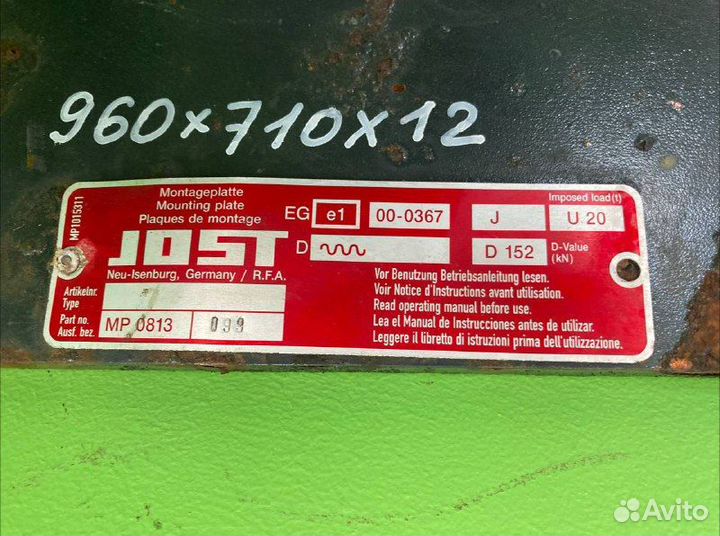 960x710x12
MP1015311
Montageplatte
Mounting plate
Plaques de montage
JOST
Neu-Isenburg, Germany / R.F.A.
EG e1 00-0367 J U 20
Imposed load(t)
D D 152 D-Value (kN)
Artikelnr.
Type
Part no.
Ausf. bez.
MP 0813 099
Vor Benutzung Betriebsanleitung lesen.
Voir Notice d'Instructions avant utilisation.
Read operating manual before use.
Lea el Manual de Instrucciones antes de utilizar.
Leggere il libretto di istruzioni prima dell'utilizzazione.
Avito